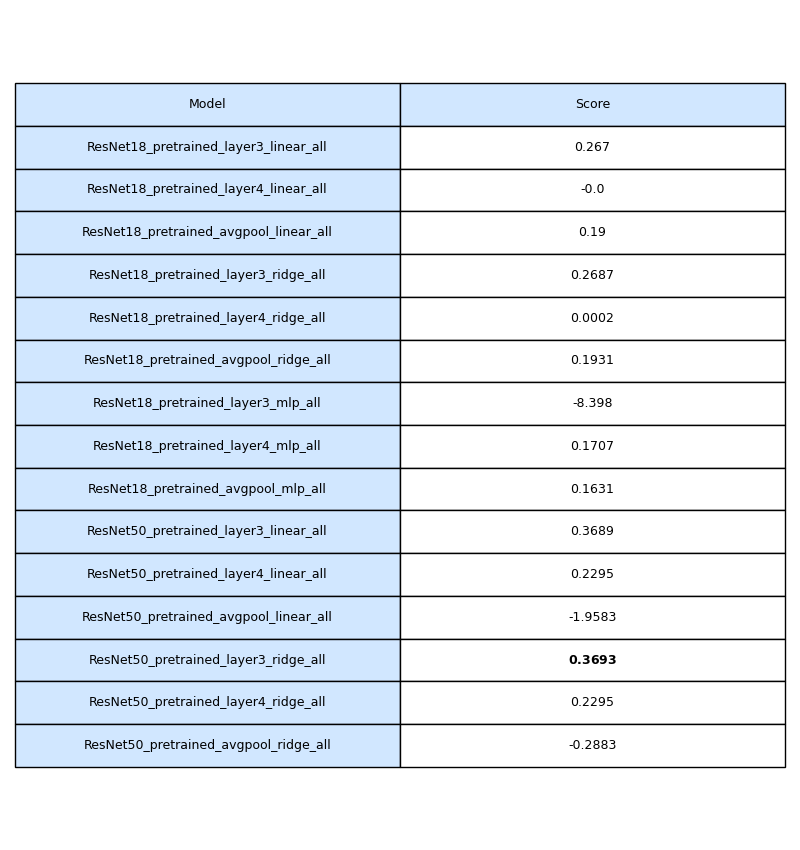 Model Score
ResNet18_pretrained_layer3_linear_all 0.267
ResNet18_pretrained_layer4_linear_all -0.0
ResNet18_pretrained_avgpool_linear_all 0.19
ResNet18_pretrained_layer3_ridge_all 0.2687
ResNet18_pretrained_layer4_ridge_all 0.0002
ResNet18_pretrained_avgpool_ridge_all 0.1931
ResNet18_pretrained_layer3_mlp_all -8.398
ResNet18_pretrained_layer4_mlp_all 0.1707
ResNet18_pretrained_avgpool_mlp_all 0.1631
ResNet50_pretrained_layer3_linear_all 0.3689
ResNet50_pretrained_layer4_linear_all 0.2295
ResNet50_pretrained_avgpool_linear_all -1.9583
ResNet50_pretrained_layer3_ridge_all 0.3693
ResNet50_pretrained_layer4_ridge_all 0.2295
ResNet50_pretrained_avgpool_ridge_all -0.2883